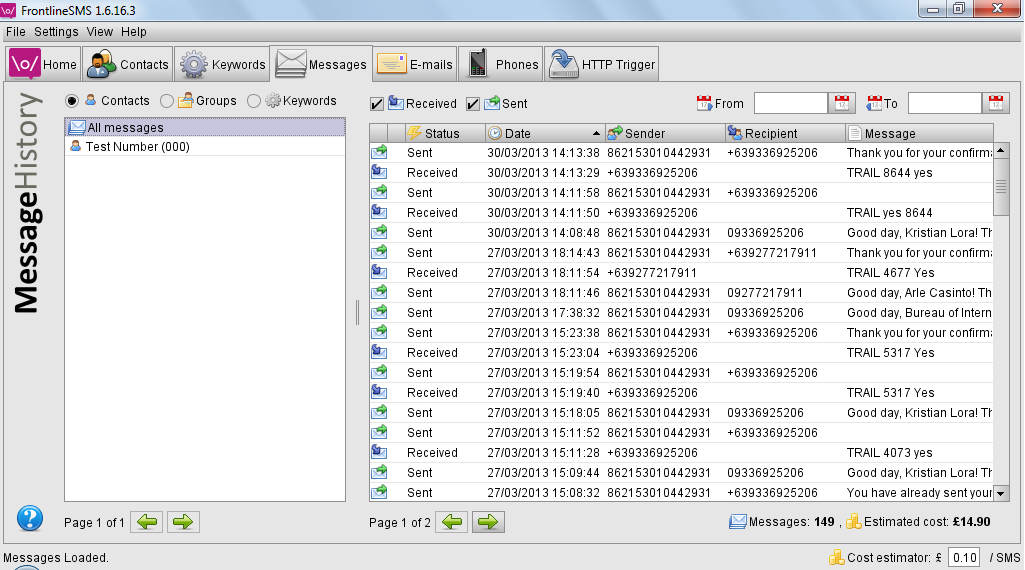 FrontlineSMS 1.6.16.3
File Settings View Help
\o/ Home Contacts Keywords Messages E-mails Phones HTTP Trigger
MessageHistory
Contacts Groups Keywords
All messages
Test Number (000)
Page 1 of 1
Received Sent From To
Status Date Sender Recipient Message
Sent 30/03/2013 14:13:38 862153010442931 +639336925206 Thank you for your confirma
Received 30/03/2013 14:13:29 +639336925206 TRAIL 8644 yes
Sent 30/03/2013 14:11:58 862153010442931 +639336925206
Received 30/03/2013 14:11:50 +639336925206 TRAIL yes 8644
Sent 30/03/2013 14:08:48 862153010442931 09336925206 Good day, Kristian Lora! Th
Sent 27/03/2013 18:14:43 862153010442931 +639277217911 Thank you for your confirma
Received 27/03/2013 18:11:54 +639277217911 TRAIL 4677 Yes
Sent 27/03/2013 18:11:46 862153010442931 09277217911 Good day, Arle Casinto! Th
Sent 27/03/2013 17:38:32 862153010442931 09336925206 Good day, Bureau of Intern
Sent 27/03/2013 15:23:38 862153010442931 +639336925206 Thank you for your confirma
Received 27/03/2013 15:23:04 +639336925206 TRAIL 5317 Yes
Sent 27/03/2013 15:19:54 862153010442931 +639336925206
Received 27/03/2013 15:19:40 +639336925206 TRAIL 5317 Yes
Sent 27/03/2013 15:18:05 862153010442931 09336925206 Good day, Kristian Lora! Th
Sent 27/03/2013 15:11:52 862153010442931 +639336925206
Received 27/03/2013 15:11:28 +639336925206 TRAIL 4073 yes
Sent 27/03/2013 15:09:44 862153010442931 09336925206 Good day, Kristian Lora! Th
Sent 27/03/2013 15:08:32 862153010442931 +639336925206 You have already sent your
Page 1 of 2 Messages: 149 , Estimated cost: £14.90
Messages Loaded. Cost estimator: £ 0.10 / SMS